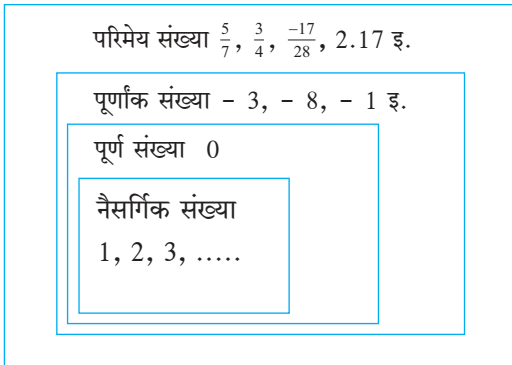 परिमेय संख्या 5/7, 3/4, -17/28, 2.17 इ.
पूर्णांक संख्या - 3, - 8, - 1 इ.
पूर्ण संख्या 0
नैसर्गिक संख्या
1, 2, 3, .....